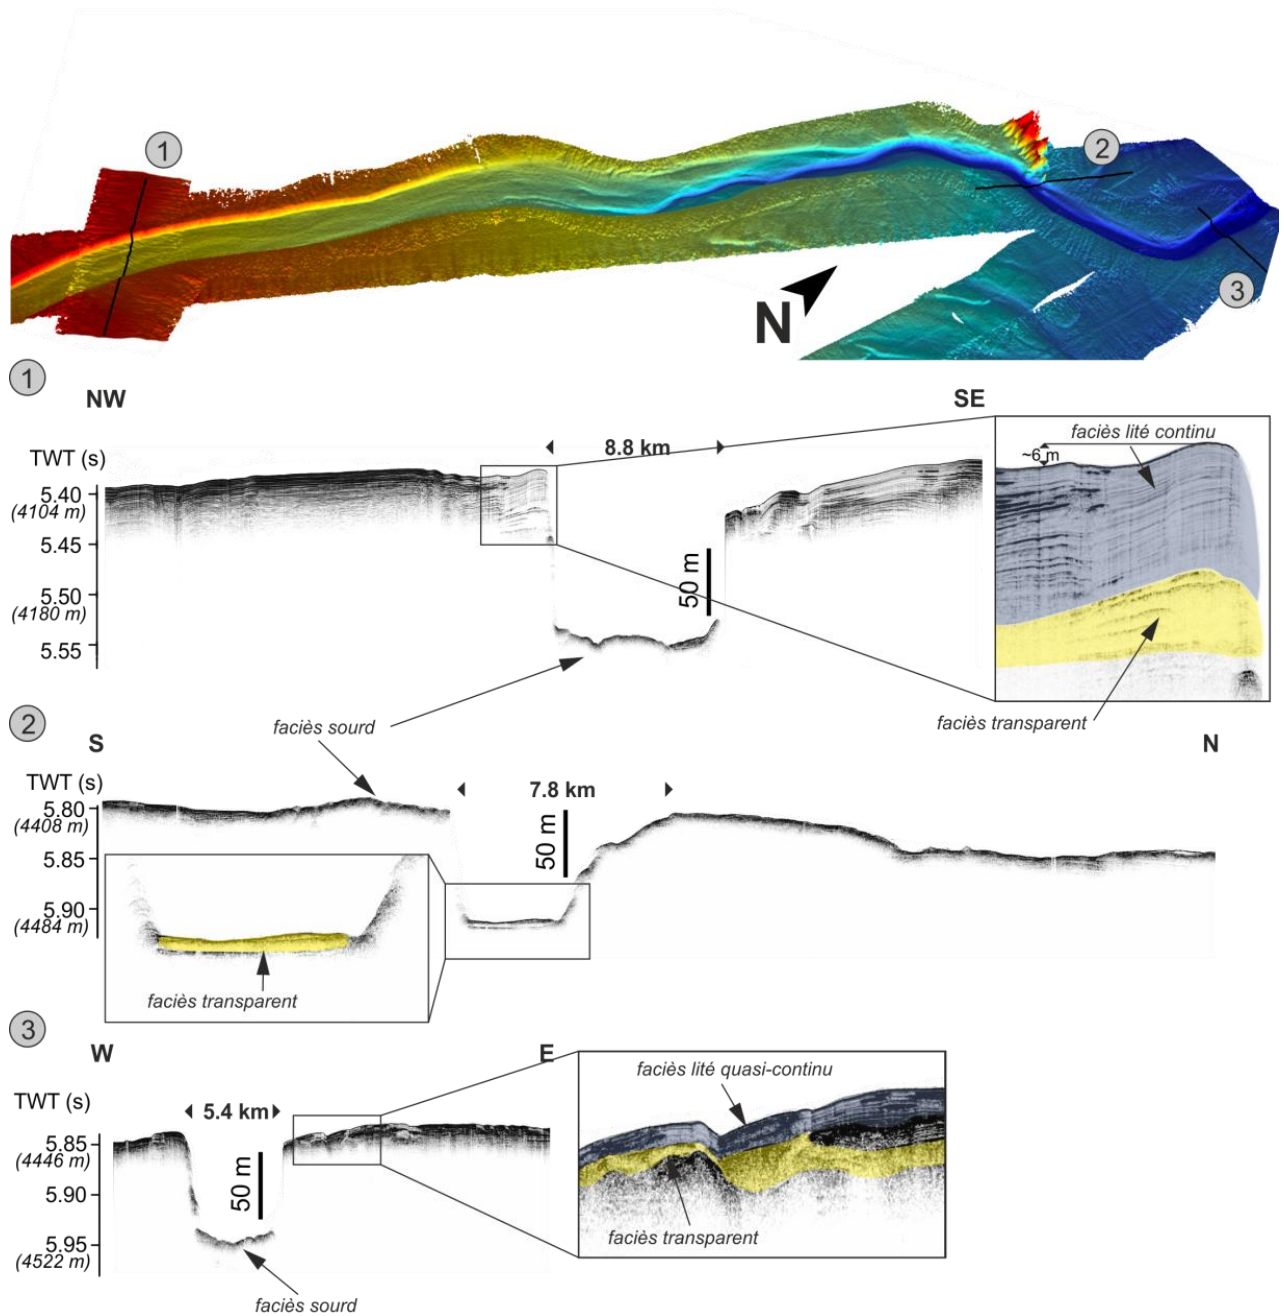 1
2
3
N
1
NW
SE
TWT (s)
8.8 km
faciès lité continu
~6 m
5.40
(4104 m)
5.45
5.50
(4180 m)
5.55
50 m
faciès transparent
faciès sourd
2
S
N
TWT (s)
7.8 km
5.80
(4408 m)
5.85
5.90
(4484 m)
50 m
faciès transparent
3
W
E
TWT (s)
5.4 km
faciès lité quasi-continu
5.85
(4446 m)
5.90
5.95
(4522 m)
50 m
faciès transparent
faciès sourd